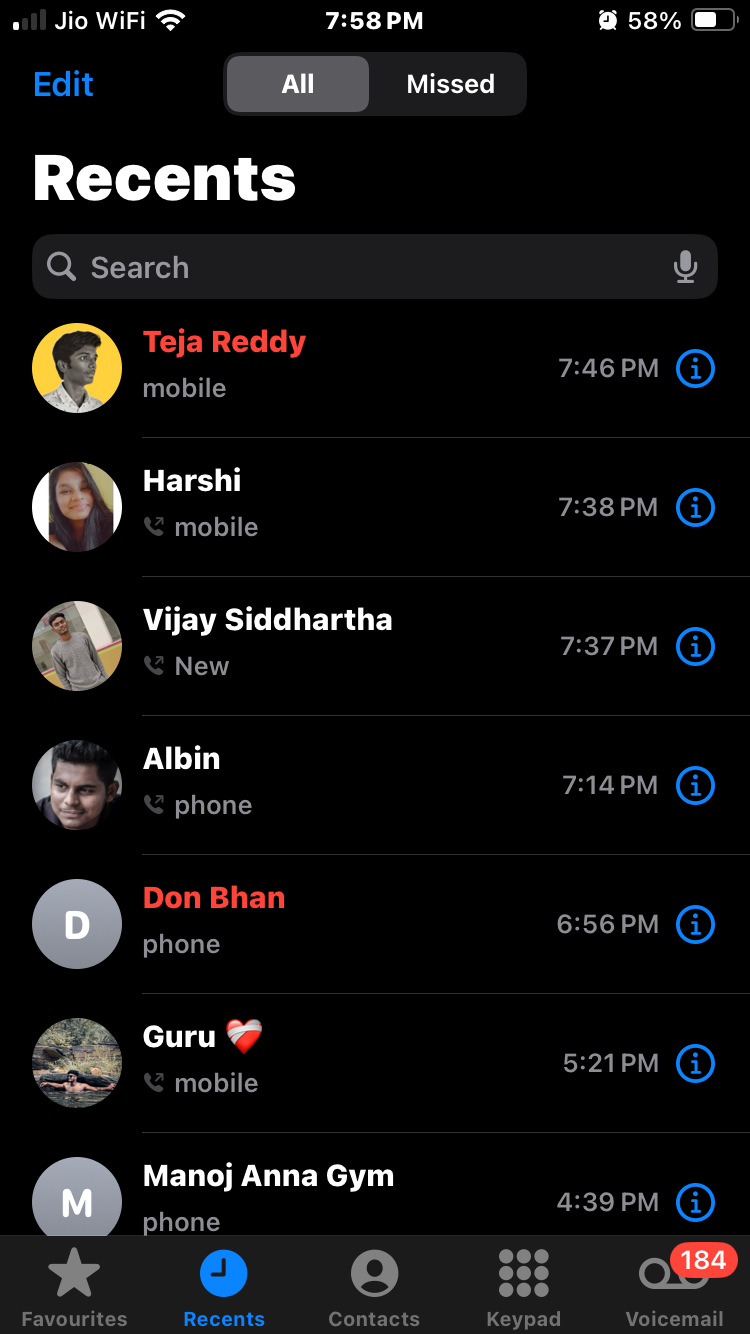 Jio WiFi 7:58 PM 58%
Edit All Missed
Recents
Search
Teja Reddy
mobile 7:46 PM
Harshi
mobile 7:38 PM
Vijay Siddhartha
New 7:37 PM
Albin
phone 7:14 PM
D Don Bhan
phone 6:56 PM
Guru ❤️‍🩹
mobile 5:21 PM
M Manoj Anna Gym
phone 4:39 PM
184
Favourites Recents Contacts Keypad Voicemail